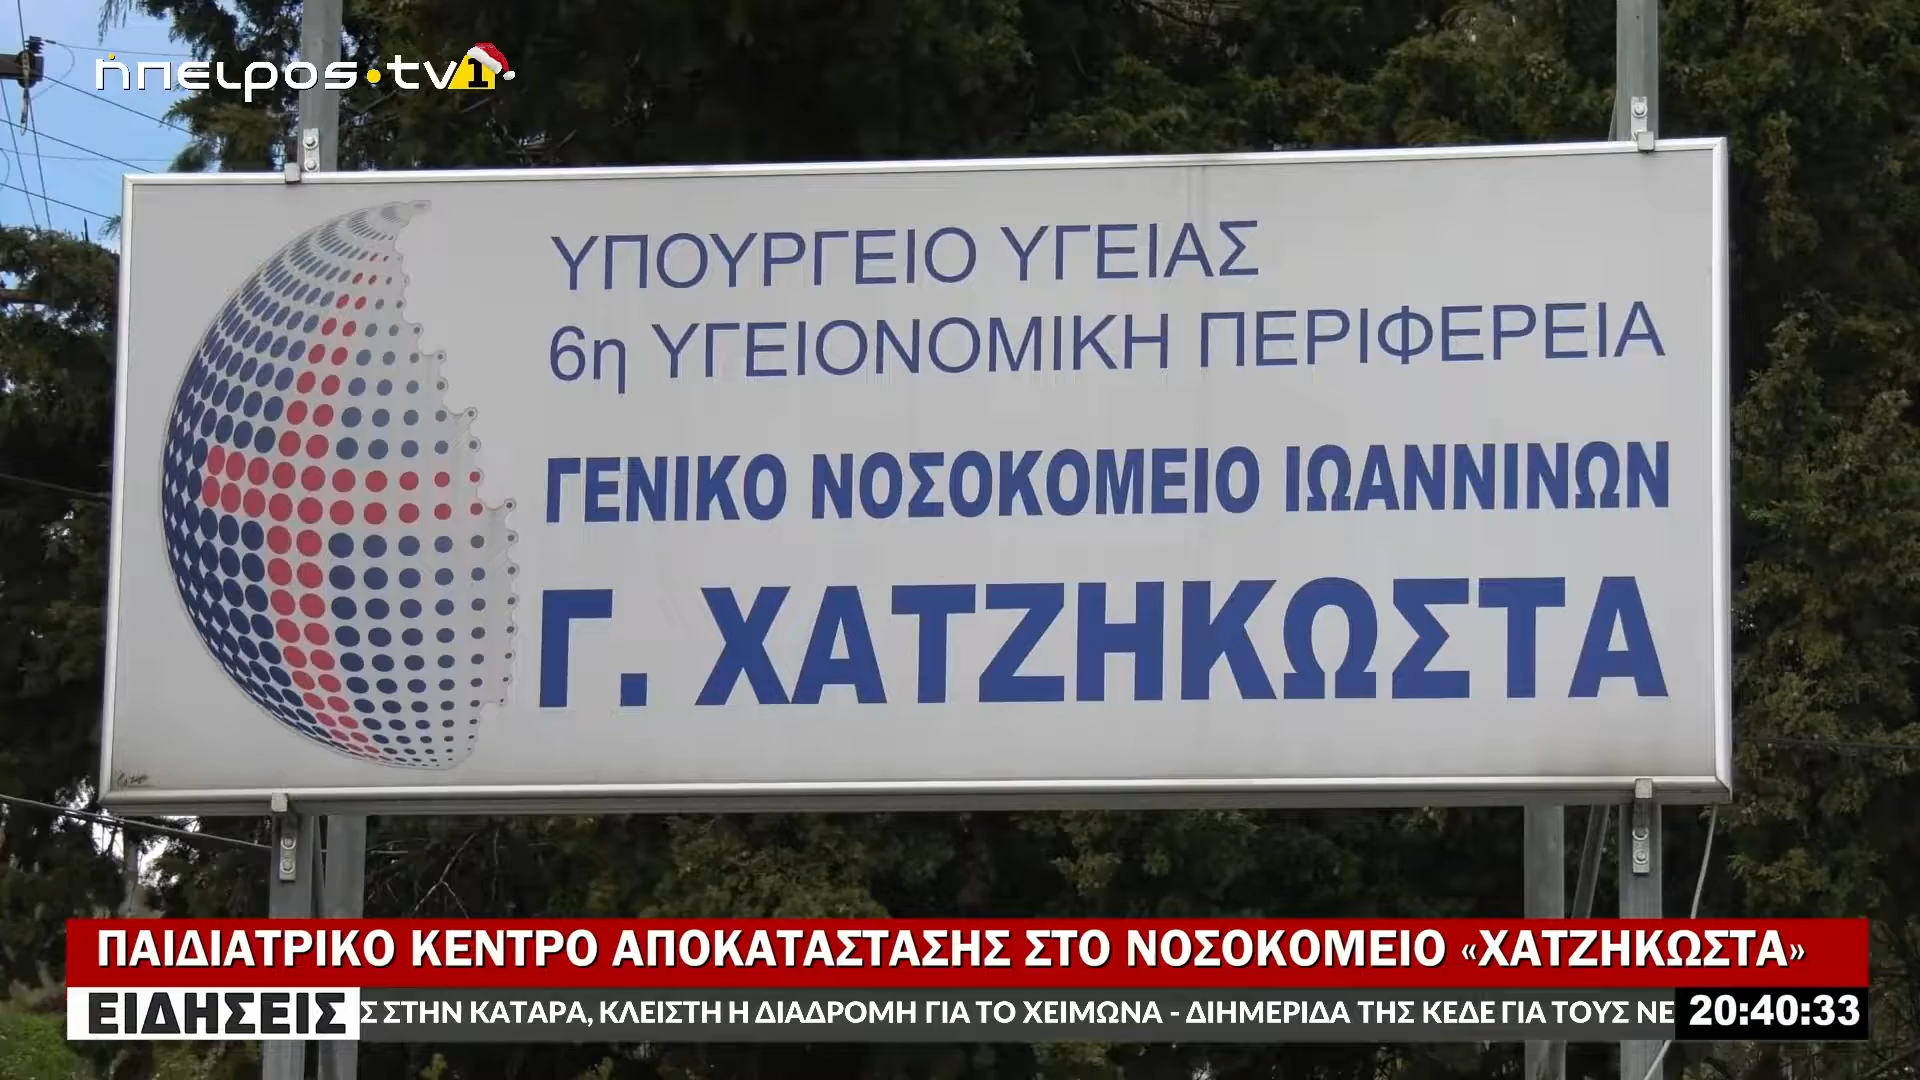 ήπειρος•tv1
ΥΠΟΥΡΓΕΙΟ ΥΓΕΙΑΣ
6η ΥΓΕΙΟΝΟΜΙΚΗ ΠΕΡΙΦΕΡΕΙΑ
ΓΕΝΙΚΟ ΝΟΣΟΚΟΜΕΙΟ ΙΩΑΝΝΙΝΩΝ
Γ. ΧΑΤΖΗΚΩΣΤΑ
ΠΑΙΔΙΑΤΡΙΚΟ ΚΕΝΤΡΟ ΑΠΟΚΑΤΑΣΤΑΣΗΣ ΣΤΟ ΝΟΣΟΚΟΜΕΙΟ «ΧΑΤΖΗΚΩΣΤΑ»
ΕΙΔΗΣΕΙΣ Σ ΣΤΗΝ ΚΑΤΑΡΑ, ΚΛΕΙΣΤΗ Η ΔΙΑΔΡΟΜΗ ΓΙΑ ΤΟ ΧΕΙΜΩΝΑ - ΔΙΗΜΕΡΙΔΑ ΤΗΣ ΚΕΔΕ ΓΙΑ ΤΟΥΣ ΝΕ 20:40:33